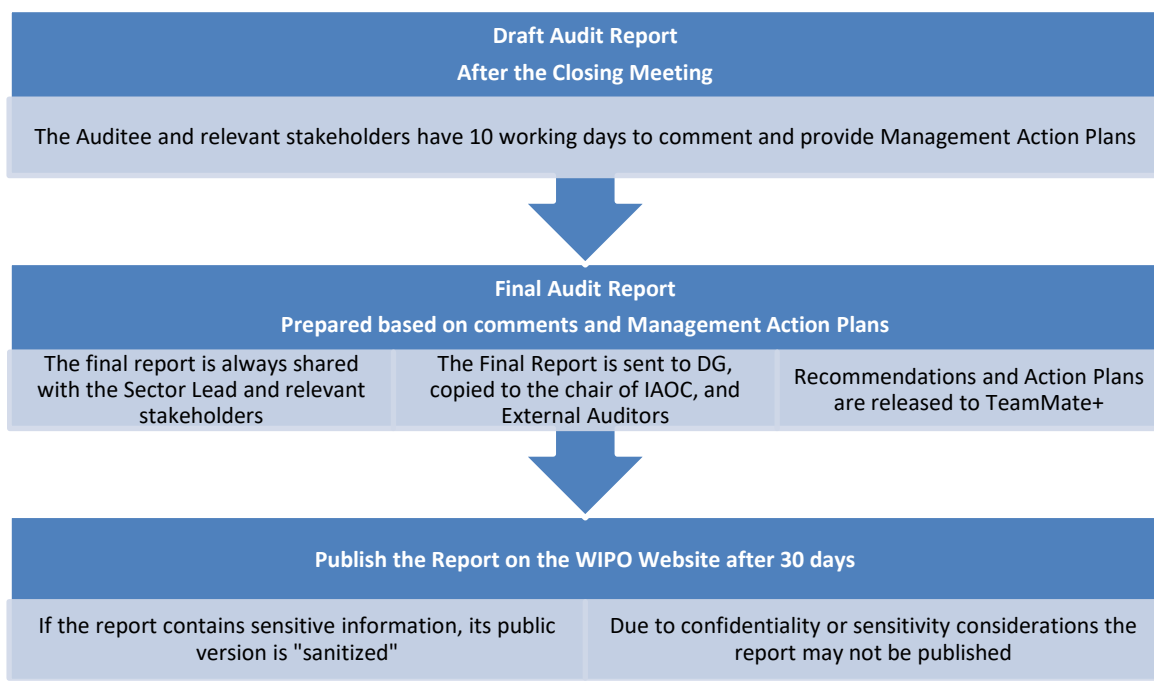 Draft Audit Report
After the Closing Meeting
The Auditee and relevant stakeholders have 10 working days to comment and provide Management Action Plans
Final Audit Report
Prepared based on comments and Management Action Plans
The final report is always shared
with the Sector Lead and relevant
stakeholders
The Final Report is sent to DG,
copied to the chair of IAOC, and
External Auditors
Recommendations and Action Plans
are released to TeamMate+
Publish the Report on the WIPO Website after 30 days
If the report contains sensitive information, its public
version is "sanitized"
Due to confidentiality or sensitivity considerations the
report may not be published